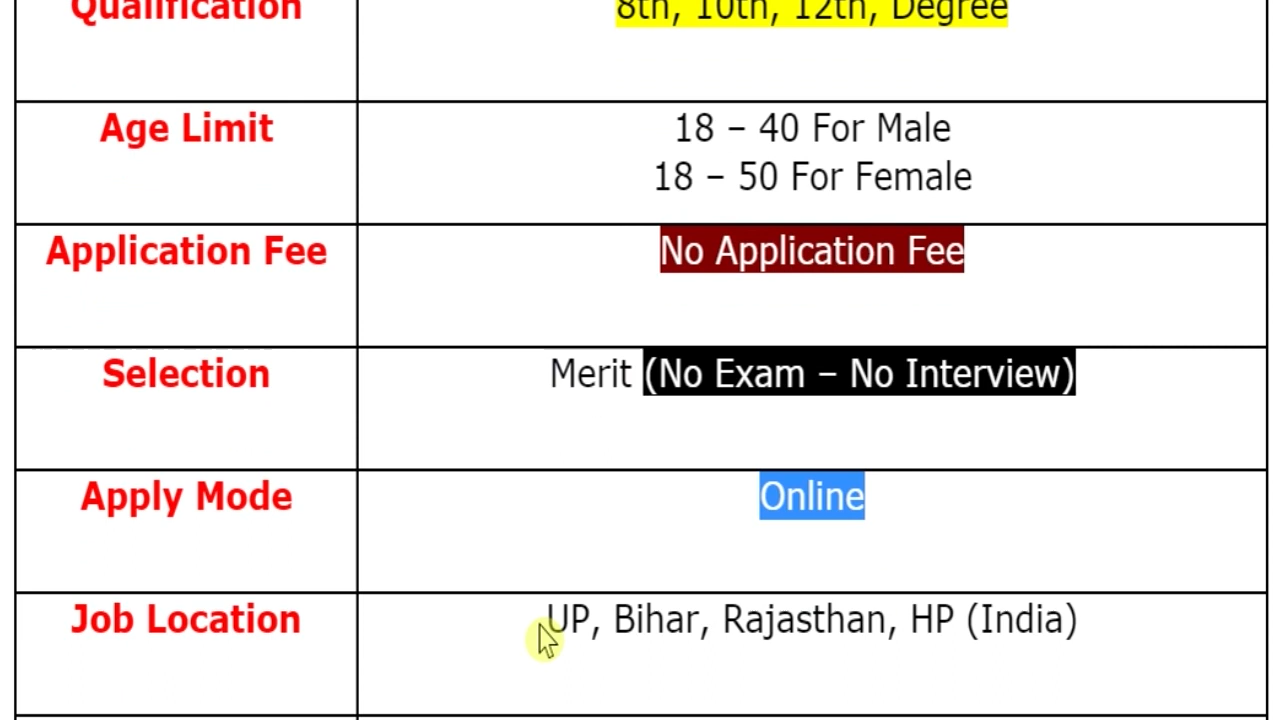 Qualification
8th, 10th, 12th, Degree
Age Limit
18 – 40 For Male
18 – 50 For Female
Application Fee
No Application Fee
Selection
Merit (No Exam – No Interview)
Apply Mode
Online
Job Location
UP, Bihar, Rajasthan, HP (India)